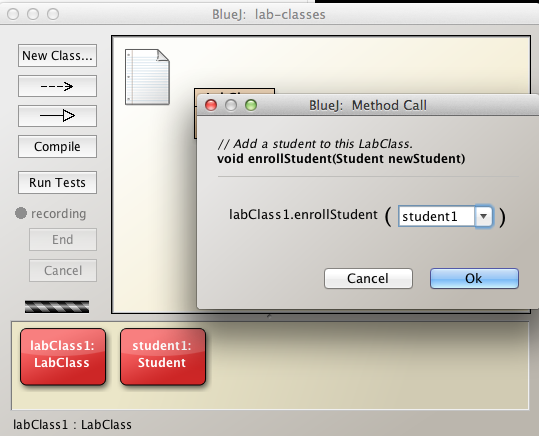 BlueJ: lab-classes
New Class...
Compile
Run Tests
recording
End
Cancel
BlueJ: Method Call
// Add a student to this LabClass.
void enrollStudent(Student newStudent)
labClass1.enrollStudent ( student1 )
Cancel
Ok
labClass1:
LabClass
student1:
Student
labClass1 : LabClass